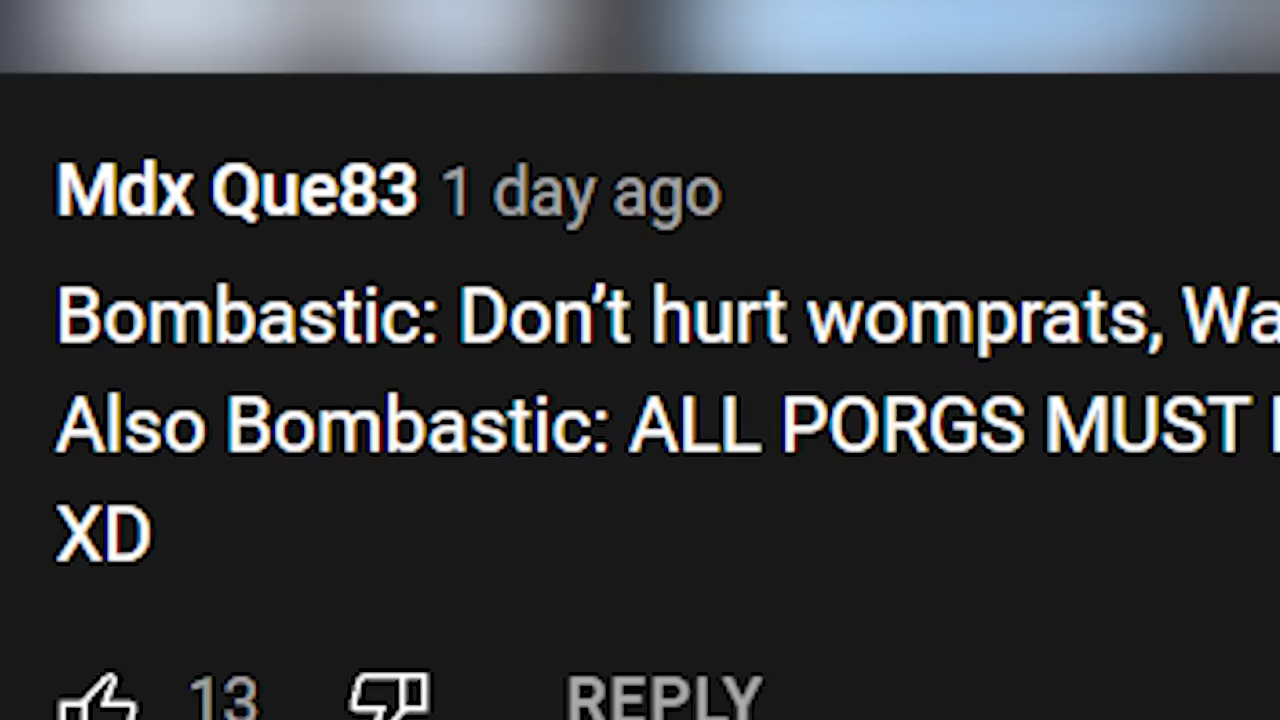 Mdx Que83 1 day ago
Bombastic: Don’t hurt womprats, Wa
Also Bombastic: ALL PORGS MUST
XD
13 REPLY